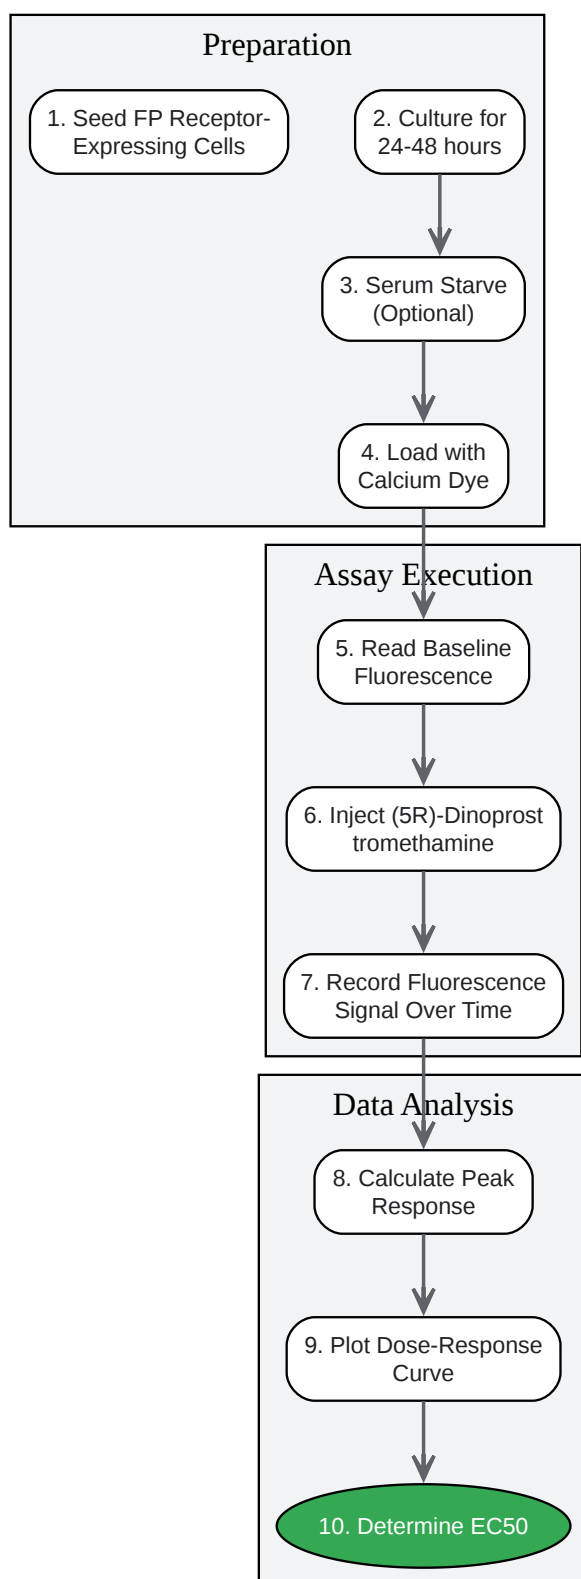 Preparation
1. Seed FP Receptor-
Expressing Cells
2. Culture for
24-48 hours
3. Serum Starve
(Optional)
4. Load with
Calcium Dye
Assay Execution
5. Read Baseline
Fluorescence
6. Inject (5R)-Dinoprost
tromethamine
7. Record Fluorescence
Signal Over Time
Data Analysis
8. Calculate Peak
Response
9. Plot Dose-Response
Curve
10. Determine EC50